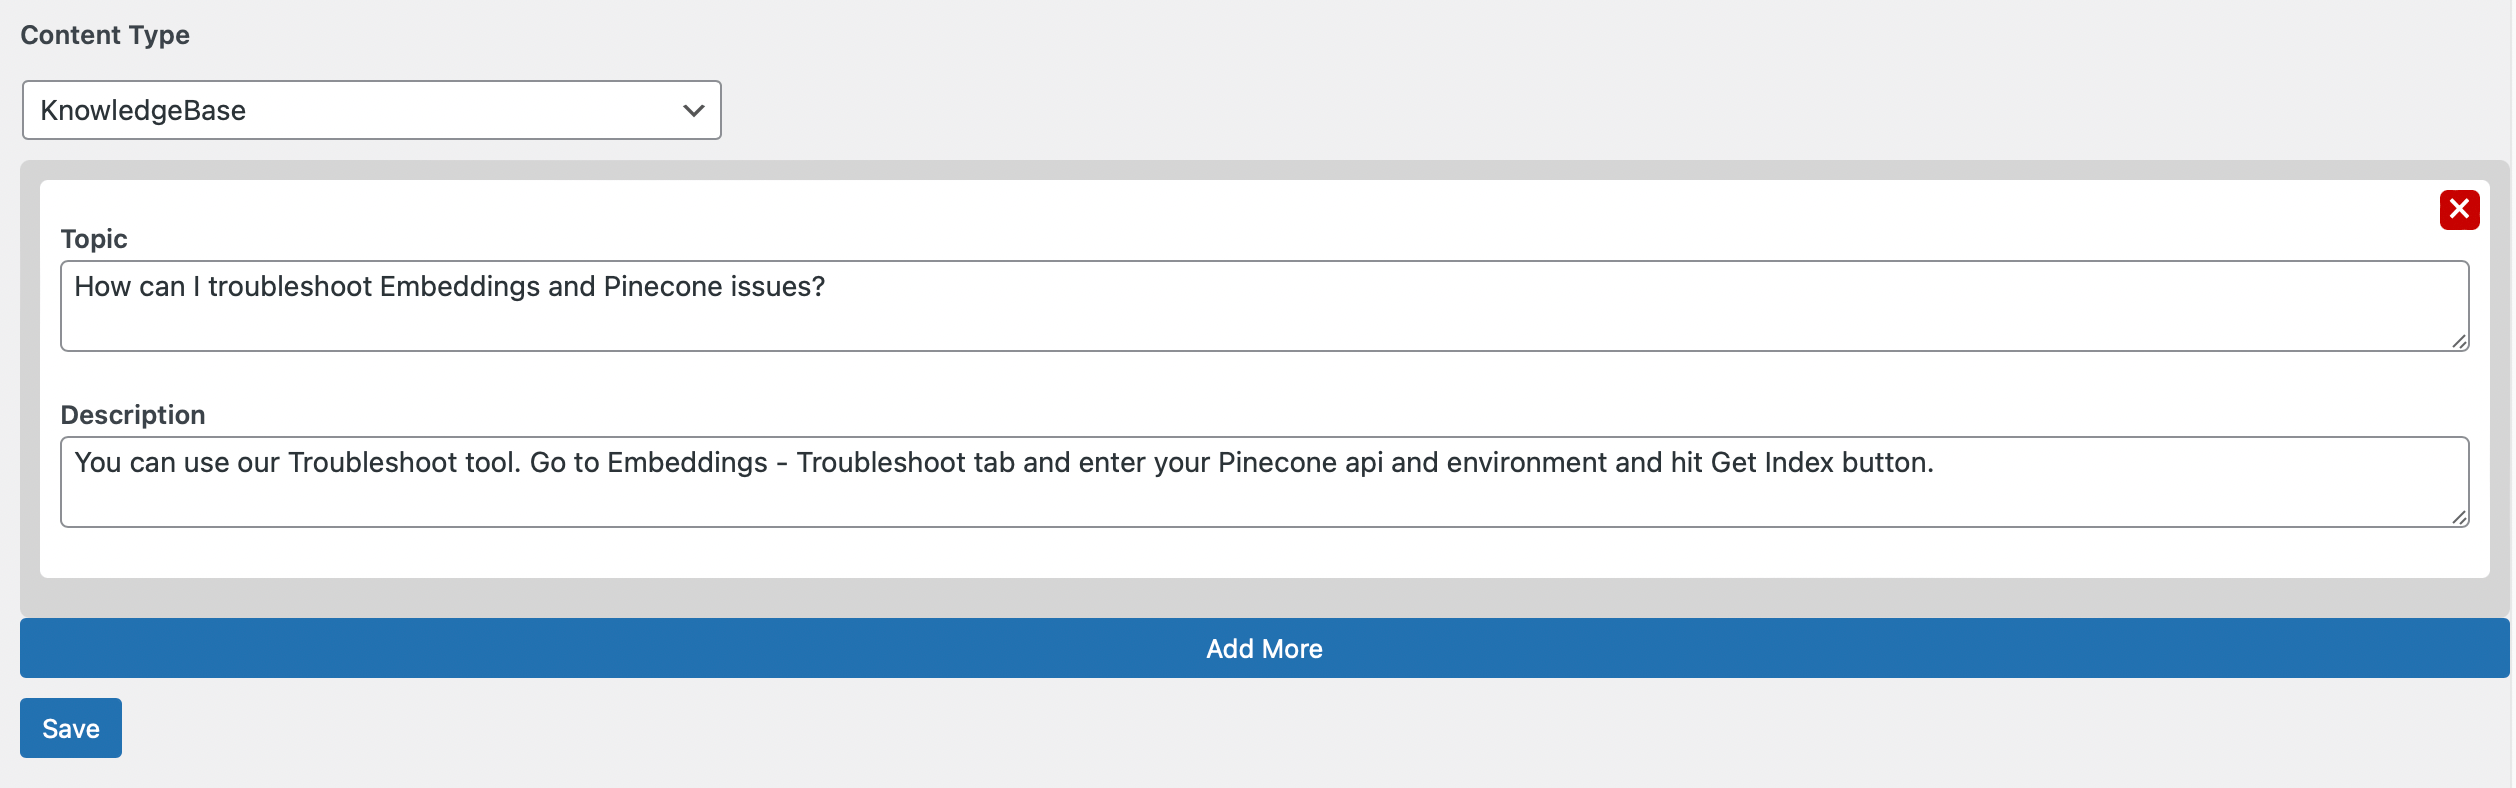 Content Type
KnowledgeBase
Topic
How can I troubleshoot Embeddings and Pinecone issues?
Description
You can use our Troubleshoot tool. Go to Embeddings - Troubleshoot tab and enter your Pinecone api and environment and hit Get Index button.
Add More
Save